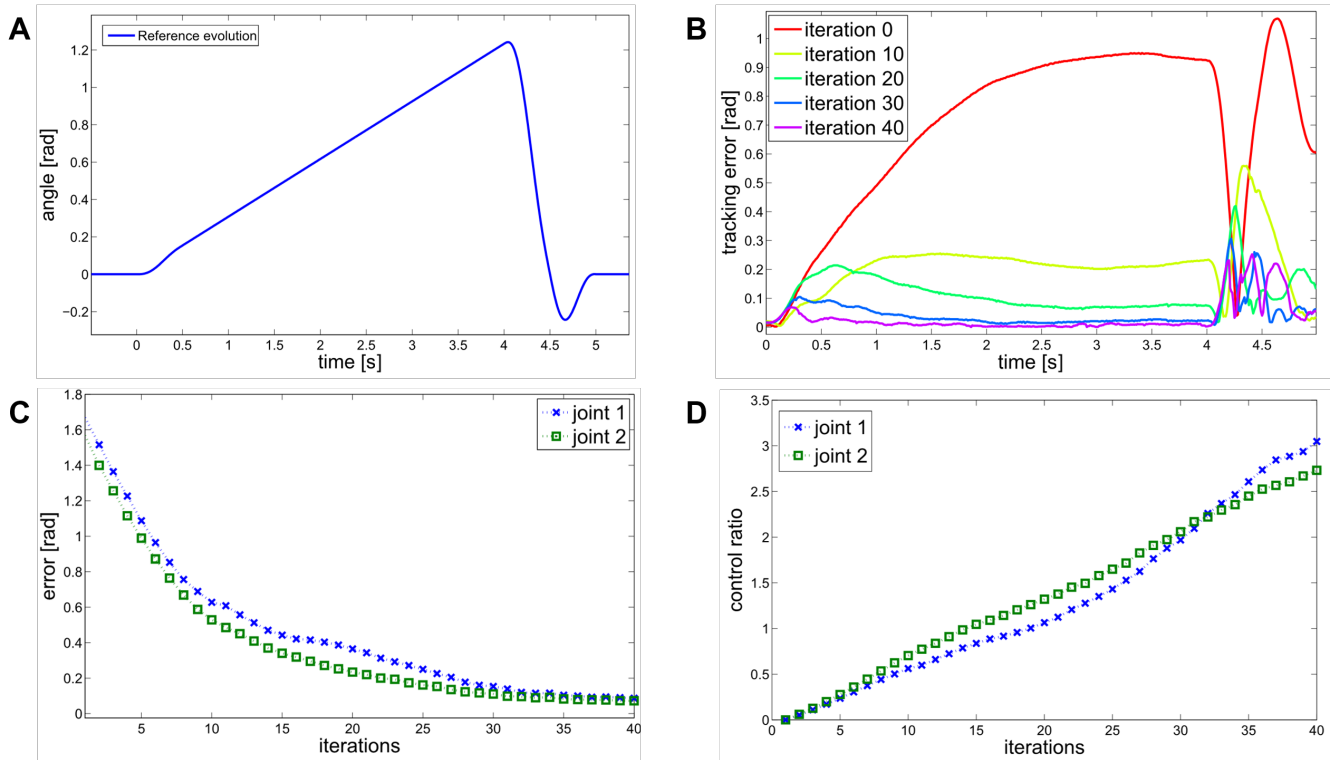 A
Reference evolution
1.2
1
0.8
0.6
0.4
0.2
0
−0.2
angle [rad]
0 0.5 1 1.5 2 2.5 3 3.5 4 4.5 5
time [s]
B
iteration 0
iteration 10
iteration 20
iteration 30
iteration 40
1
0.9
0.8
0.7
0.6
0.5
0.4
0.3
0.2
0.1
0
tracking error [rad]
0 0.5 1 1.5 2 2.5 3 3.5 4 4.5
time [s]
C
joint 1
joint 2
1.8
1.6
1.4
1.2
1
0.8
0.6
0.4
0.2
0
error [rad]
5 10 15 20 25 30 35 40
iterations
D
joint 1
joint 2
3.5
3
2.5
2
1.5
1
0.5
0
control ratio
0 5 10 15 20 25 30 35 40
iterations